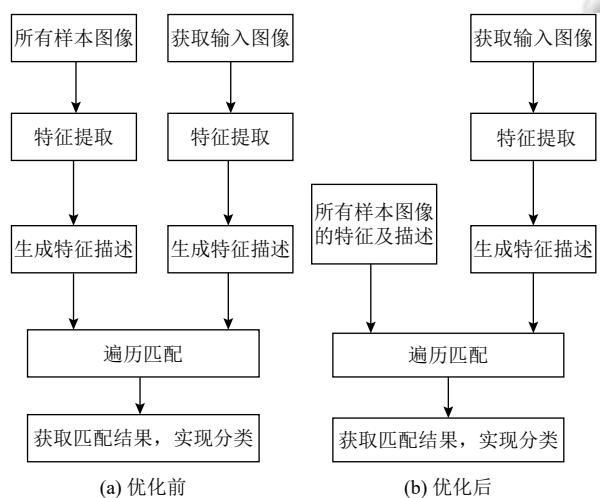 所有样本图像
获取输入图像
特征提取
特征提取
生成特征描述
生成特征描述
遍历匹配
获取匹配结果，实现分类
(a) 优化前
获取输入图像
特征提取
所有样本图像
的特征及描述
生成特征描述
遍历匹配
获取匹配结果，实现分类
(b) 优化后